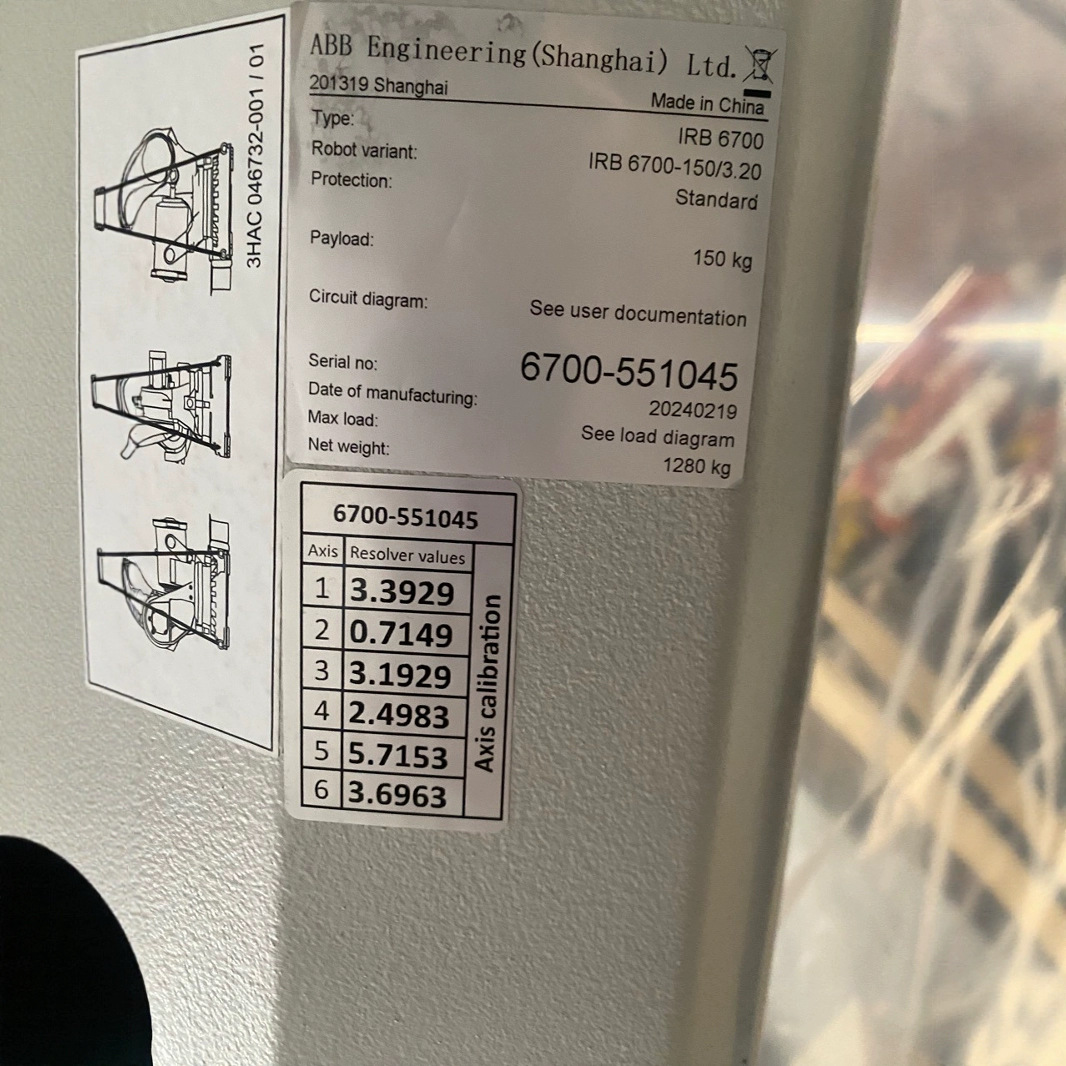 3HAC 046732-001 / 01
ABB Engineering(Shanghai) Ltd.
201319 Shanghai
Made in China
Type: IRB 6700
Robot variant: IRB 6700-150/3.20
Protection: Standard
Payload: 150 kg
Circuit diagram: See user documentation
Serial no: 6700-551045
Date of manufacturing: 20240219
Max load: See load diagram
Net weight: 1280 kg
6700-551045
Axis Resolver values
1 3.3929
2 0.7149
3 3.1929
4 2.4983
5 5.7153
6 3.6963
Axis calibration